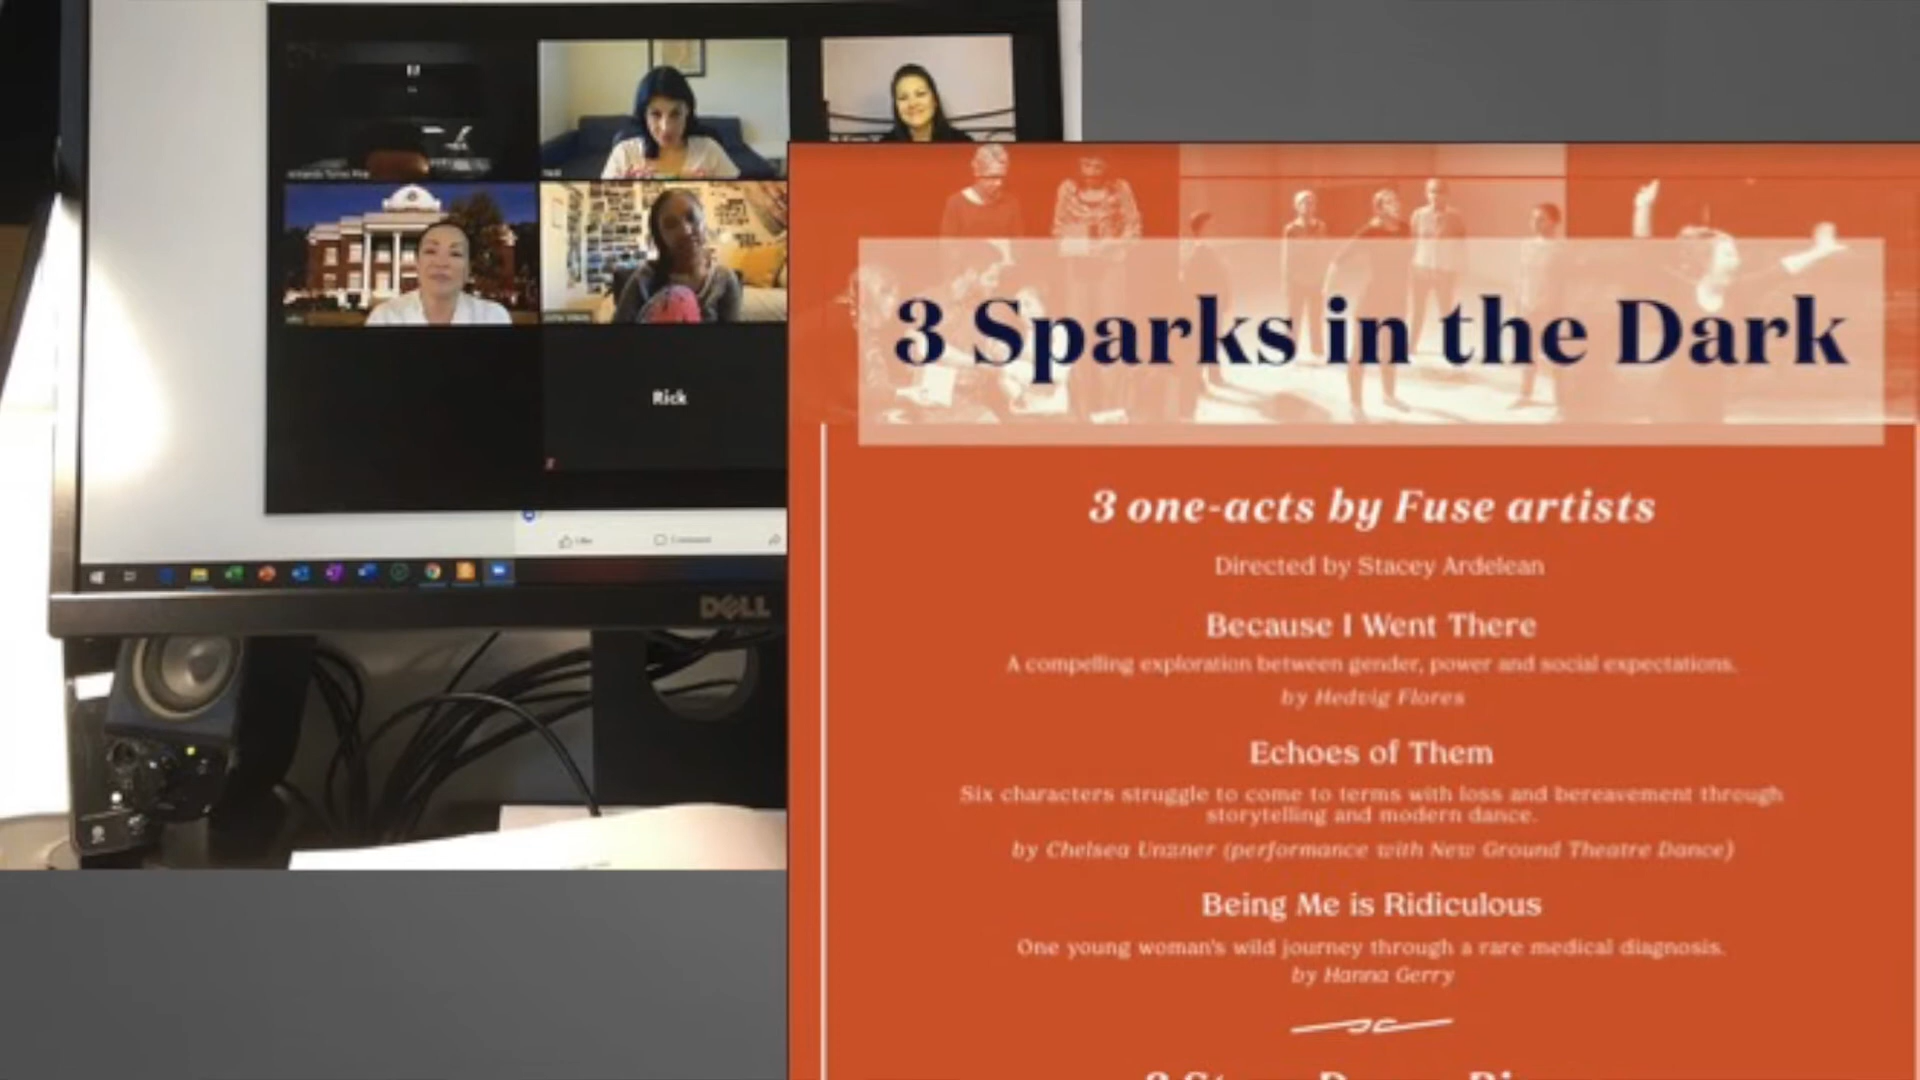 Rick
Like
Comment
DELL
3 Sparks in the Dark
3 one-acts by Fuse artists
Directed by Stacey Ardelean
Because I Went There
A compelling exploration between gender, power and social expectations.
by Hedvig Flores
Echoes of Them
Six characters struggle to come to terms with loss and bereavement through
storytelling and modern dance.
by Chelsea Unzner (performance with New Ground Theatre Dance)
Being Me is Ridiculous
One young woman's wild journey through a rare medical diagnosis.
by Hanna Gerry